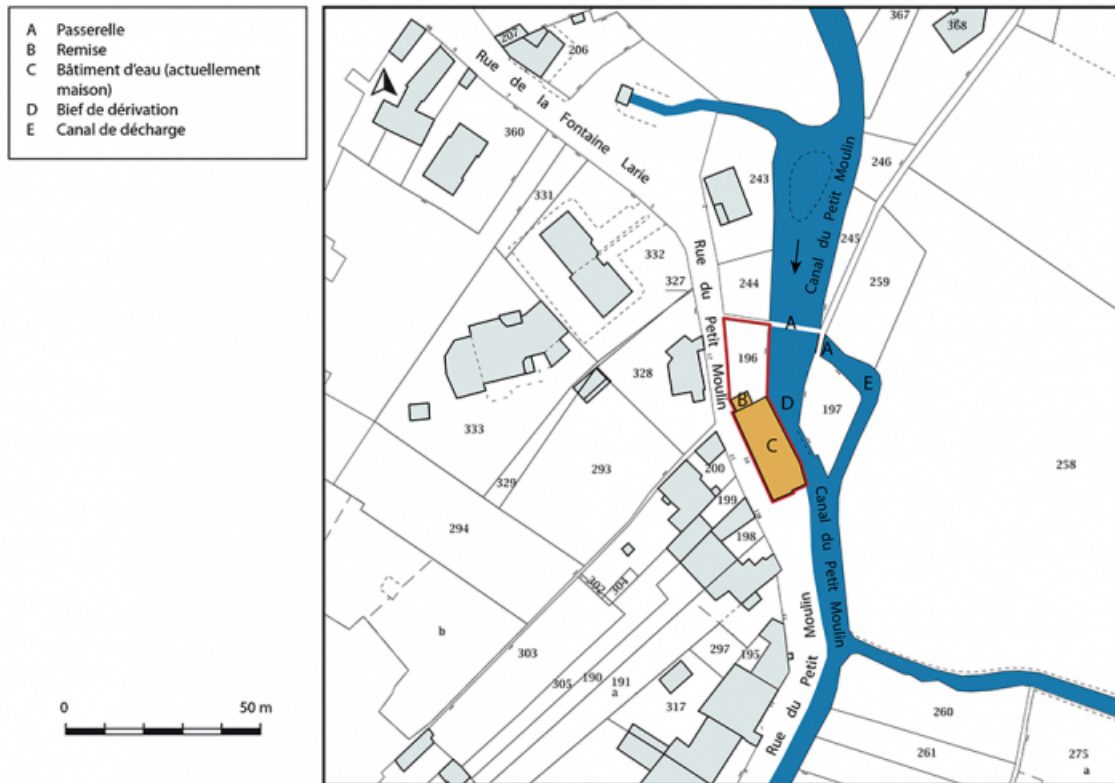 A Passerelle
B Remise
C Bâtiment d'eau (actuellement
maison)
D Bief de dérivation
E Canal de décharge
0 50 m
367
368
207
206
Rue de la Fontaine Larie
360
331
332
327
243
246
245
Canal du Petit Moulin
259
244
Rue du Petit Moulin
A
A
196
328
E
B
D
197
333
C
293
200
329
199
258
294
198
Canal du Petit Moulin
302
304
b
303
297
195
Rue du Petit Moulin
305
190
191
a
317
260
261
275
a